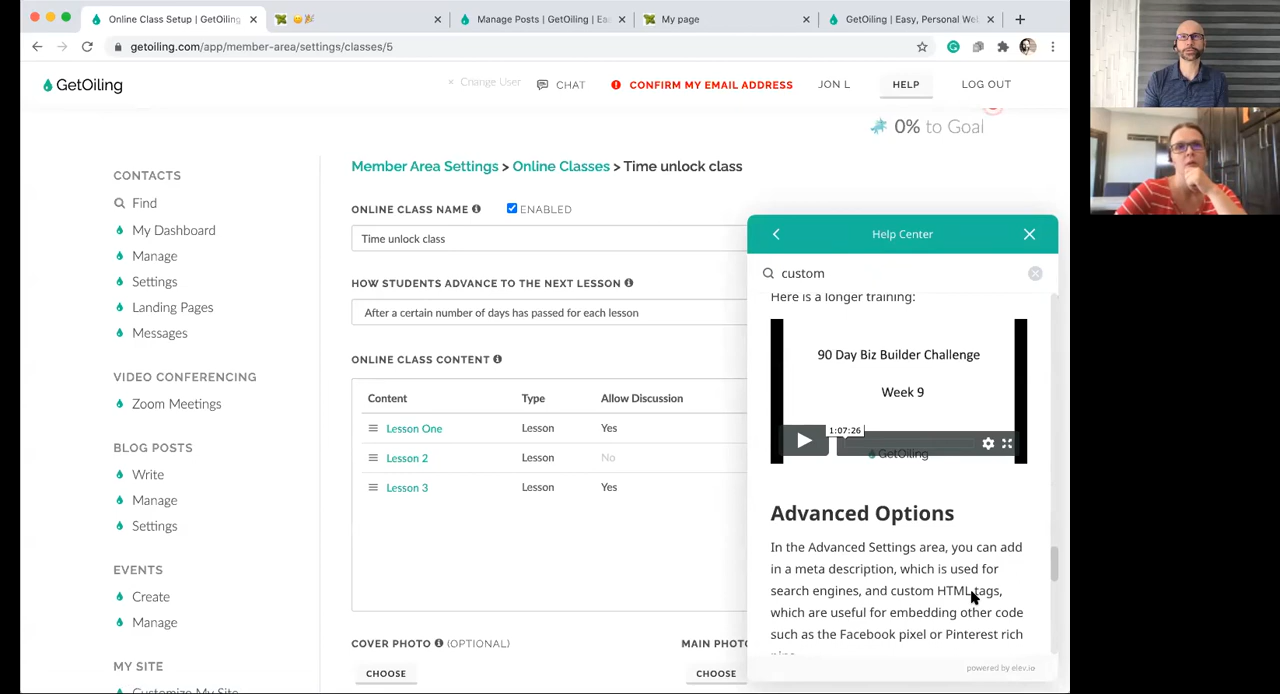 Online Class Setup | GetOiling
Manage Posts | GetOiling | Ea
My page
GetOiling | Easy, Personal We
getoiling.com/app/member-area/settings/classes/5
GetOiling
× Change User
CHAT
CONFIRM MY EMAIL ADDRESS
JON L
HELP
LOG OUT
0% to Goal
CONTACTS
Find
My Dashboard
Manage
Settings
Landing Pages
Messages
VIDEO CONFERENCING
Zoom Meetings
BLOG POSTS
Write
Manage
Settings
EVENTS
Create
Manage
MY SITE
Customize My Site
Member Area Settings > Online Classes > Time unlock class
ONLINE CLASS NAME
ENABLED
Time unlock class
HOW STUDENTS ADVANCE TO THE NEXT LESSON
After a certain number of days has passed for each lesson
ONLINE CLASS CONTENT
Content Type Allow Discussion
Lesson One Lesson Yes
Lesson 2 Lesson No
Lesson 3 Lesson Yes
COVER PHOTO (OPTIONAL)
MAIN PHOTO
CHOOSE
CHOOSE
Help Center
custom
Here is a longer training:
90 Day Biz Builder Challenge
Week 9
1:07:26
GetOiling
Advanced Options
In the Advanced Settings area, you can add
in a meta description, which is used for
search engines, and custom HTML tags,
which are useful for embedding other code
such as the Facebook pixel or Pinterest rich
powered by elev.io